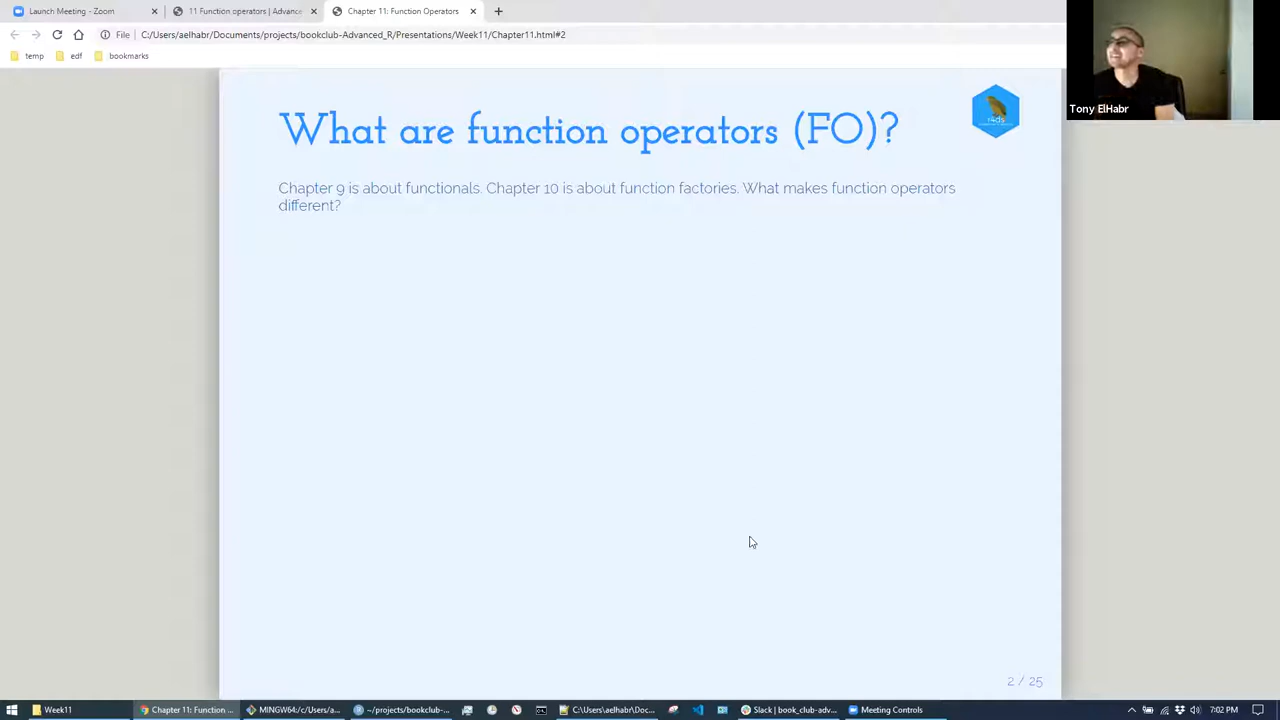 Launch Meeting - Zoom
11 Function operators | Advance
Chapter 11: Function Operators
File
C:/Users/aelhabr/Documents/projects/bookclub-Advanced_R/Presentations/Week11/Chapter11.html#2
temp
edf
bookmarks
What are function operators (FO)?
r4ds
Tony ElHabr
Chapter 9 is about functionals. Chapter 10 is about function factories. What makes function operators
different?
2 / 25
Week11
Chapter 11: Function ...
MINGW64:/c/Users/a...
~/projects/bookclub-...
C:\Users\aelhabr\Doc...
Slack | book_club-adv...
Meeting Controls
7:02 PM